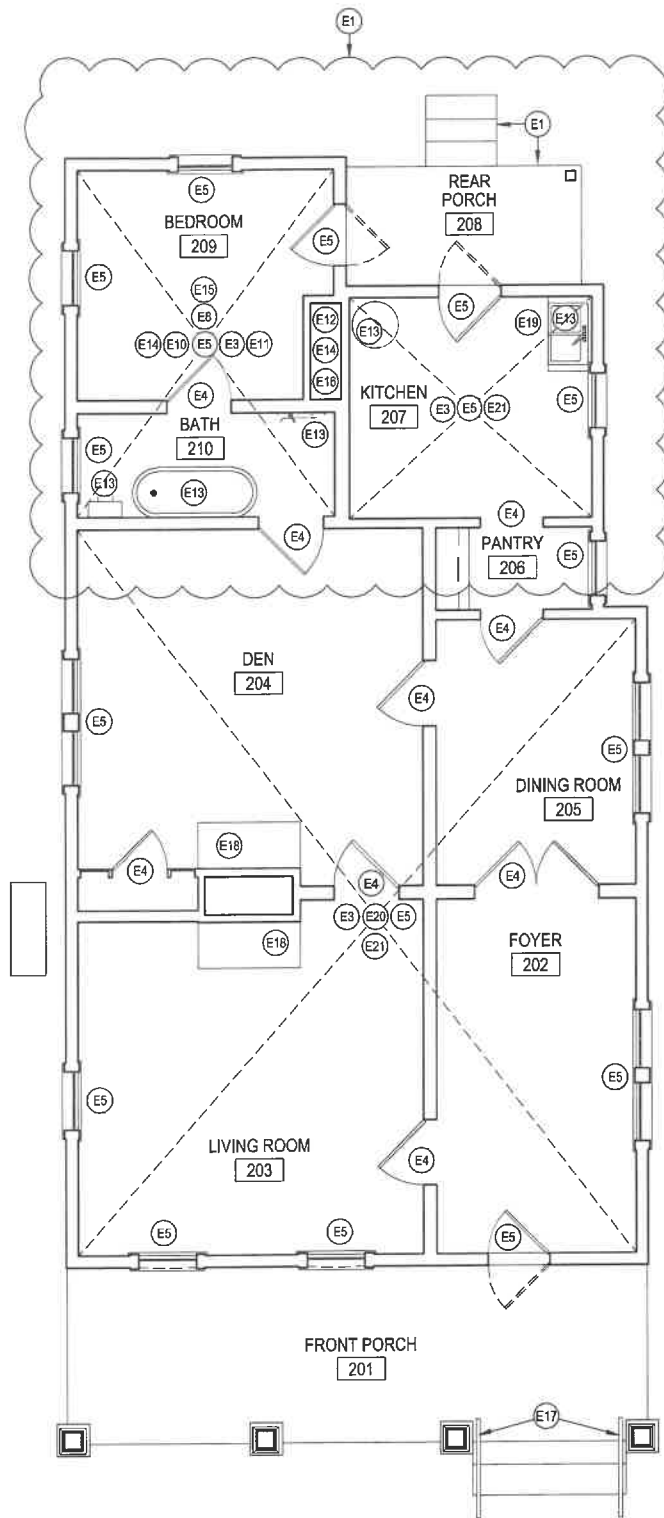 E1
E1
E5
REAR
PORCH
208
BEDROOM
209
E5
E5
E15
E8
E14 E10 E5 E3 E11
E5
E12
E14
E16
E13
E19 E13
KITCHEN
207
E3 E5 E21
E5
E4
BATH
210
E13
E5
E13
E13
E4
E4
PANTRY
206
E5
E4
DEN
204
E4
E5
E5
DINING ROOM
205
E18
E4
E4
E4
E3 E20 E5
E21
E18
FOYER
202
E5
E5
LIVING ROOM
203
E4
E5
E5
E5
FRONT PORCH
201
E17